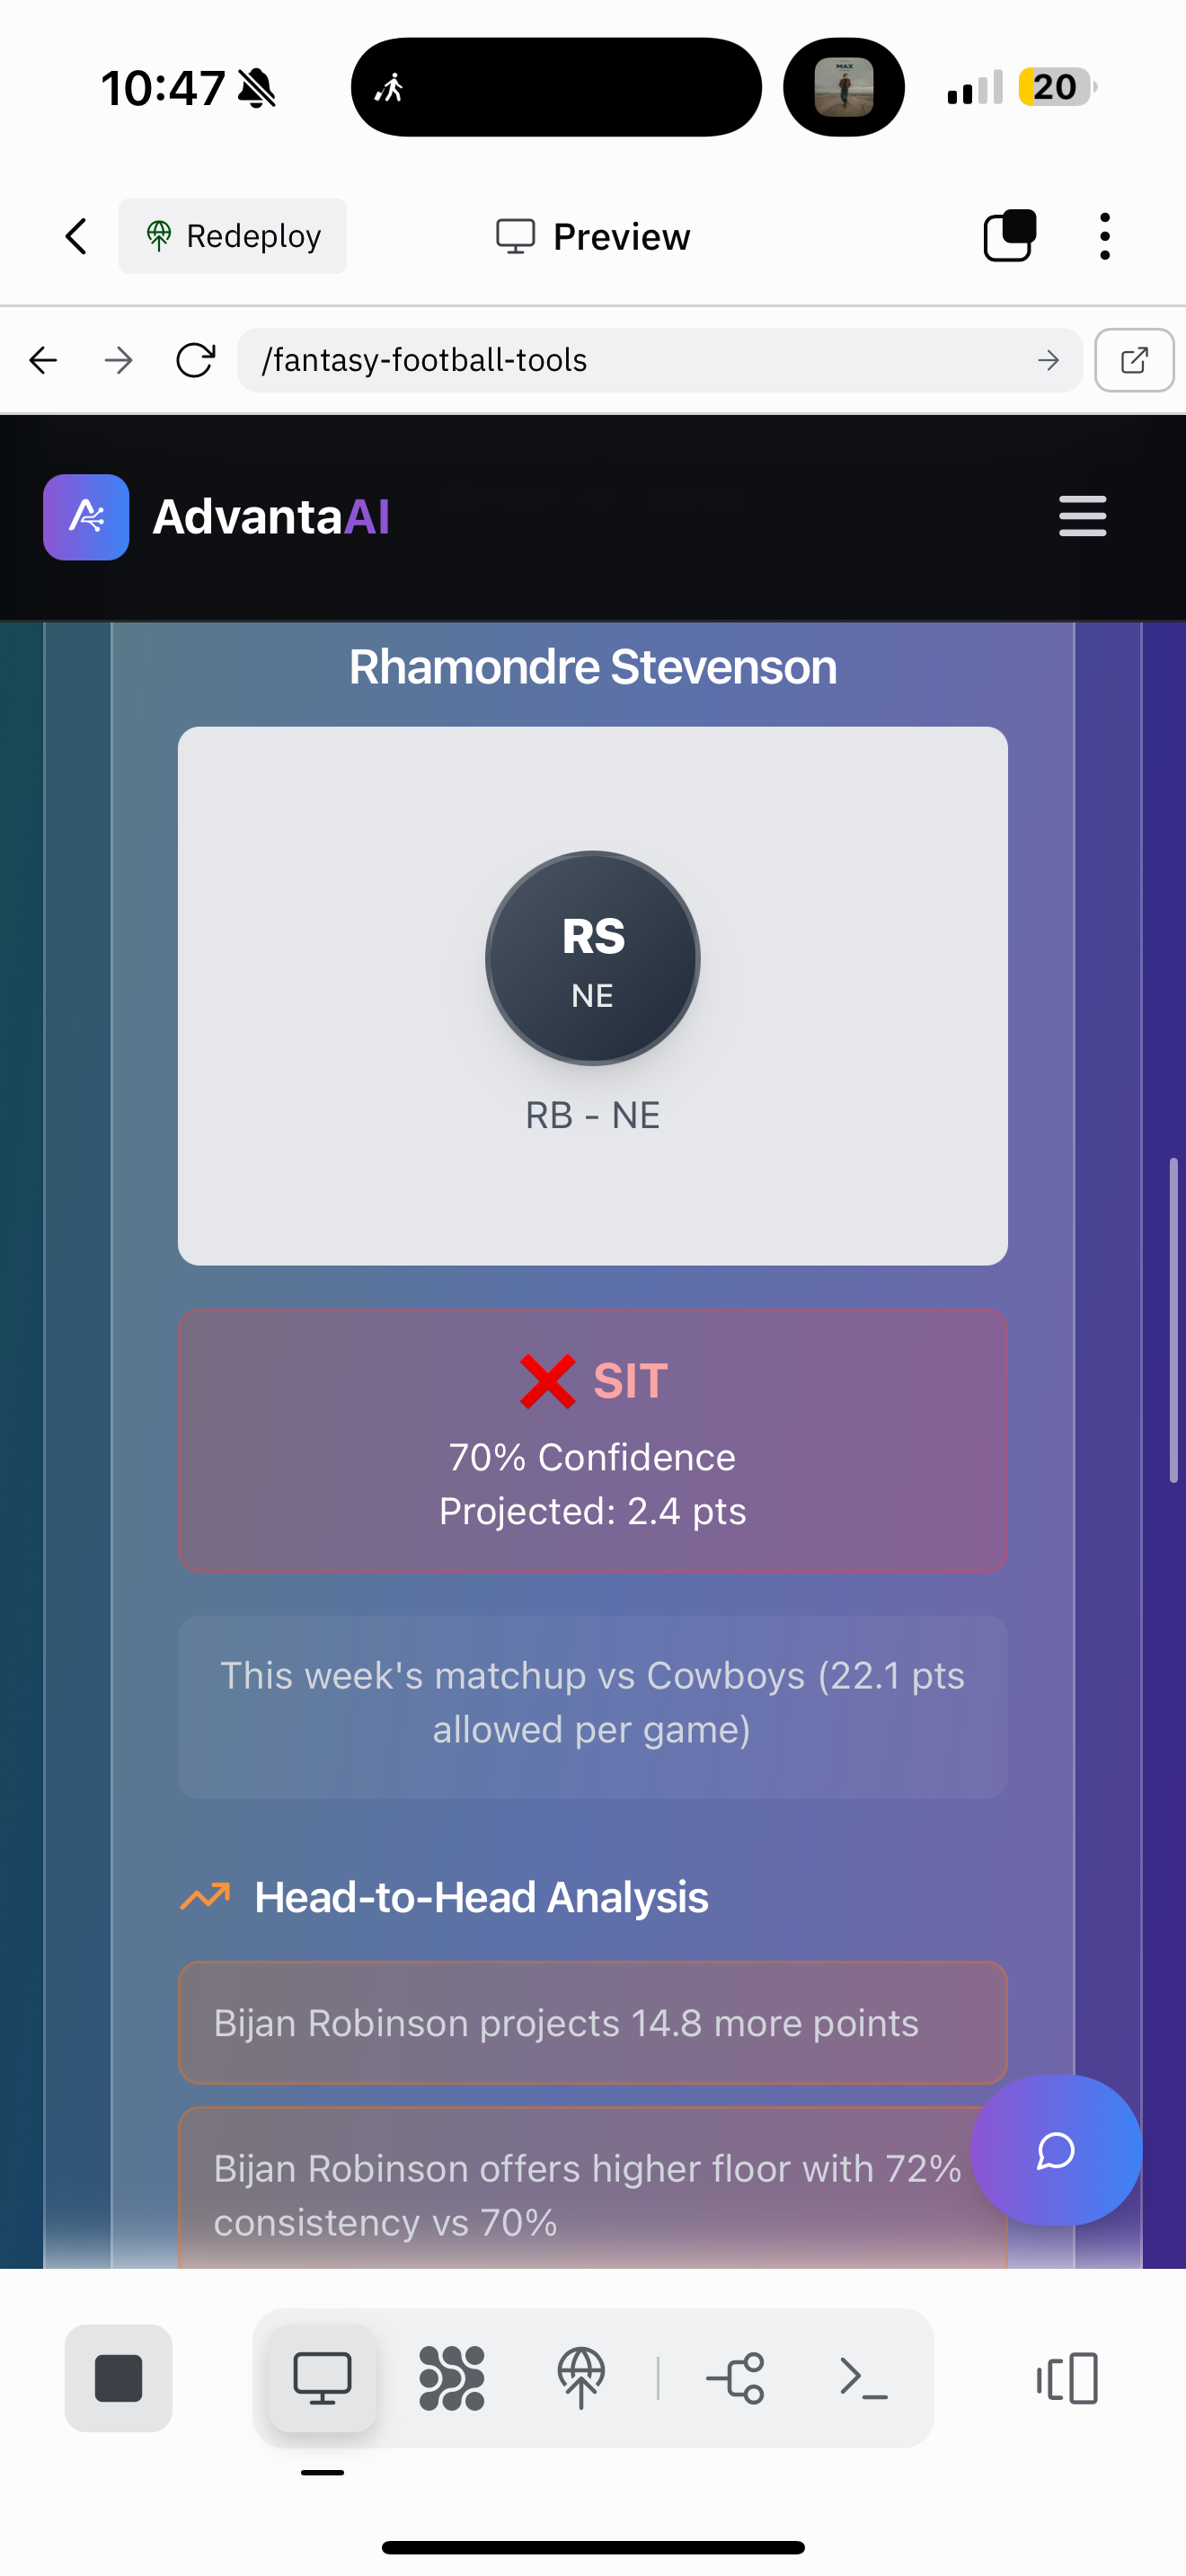 10:47
MAX
20
Redeploy
Preview
/fantasy-football-tools
AdvantaAI
Rhamondre Stevenson
RS
NE
RB - NE
❌ SIT
70% Confidence
Projected: 2.4 pts
This week's matchup vs Cowboys (22.1 pts
allowed per game)
Head-to-Head Analysis
Bijan Robinson projects 14.8 more points
Bijan Robinson offers higher floor with 72%
consistency vs 70%